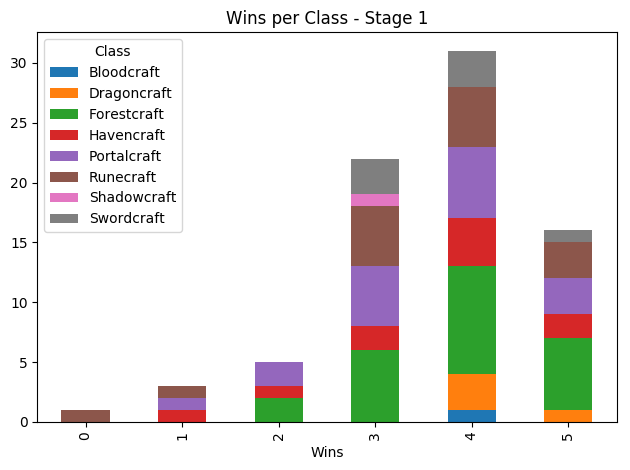 Wins per Class - Stage 1
Class
Bloodcraft
Dragoncraft
Forestcraft
Havencraft
Portalcraft
Runecraft
Shadowcraft
Swordcraft
30
25
20
15
10
5
0
0 1 2 3 4 5
Wins